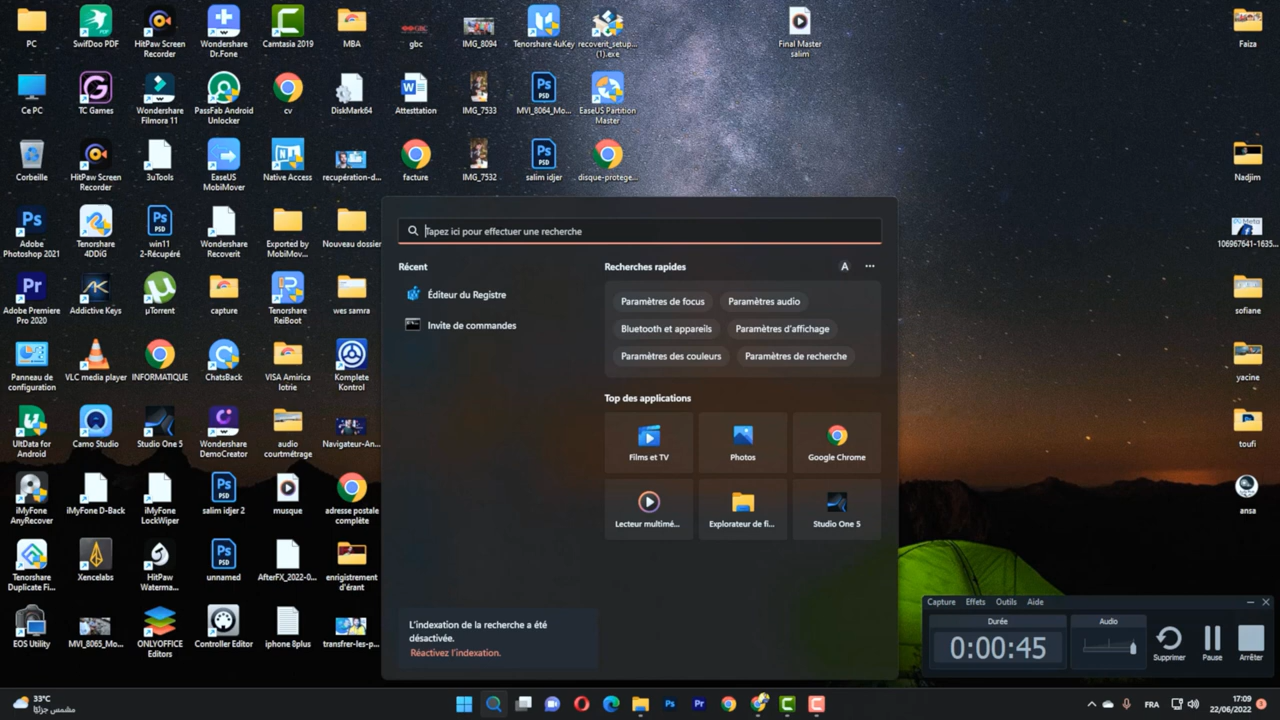 PC
SwifDoo PDF
HitPaw Screen
Recorder
Wondershare
Dr.Fone
Camtasia 2019
MBA
gbc
IMG_8094
Tenorshare 4uKey
recoverit_setup...
(1).exe
Final Master
salim
Faiza
Ce PC
TC Games
Wondershare
Filmora 11
PassFab Android
Unlocker
cv
DiskMark64
Attesttation
IMG_7533
MVI_8064_Mo...
EaseUS Partition
Master
Corbeille
HitPaw Screen
Recorder
3uTools
EaseUS
MobiMover
Native Access
recupération-d...
facture
IMG_7532
salim idjer
disque-protege...
Nadjim
Adobe
Photoshop 2021
Tenorshare
4DDiG
win11
2-Récupéré
Wondershare
Recoverit
Exported by
MobiMov...
Nouveau dossier
106967641-1635...
Adobe Premiere
Pro 2020
Addictive Keys
µTorrent
capture
Tenorshare
ReiBoot
wes samra
sofiane
Panneau de
configuration
VLC media player
INFORMATIQUE
ChatsBack
VISA Amirica
lotrie
Komplete
Kontrol
yacine
UltData for
Android
Camo Studio
Studio One 5
Wondershare
DemoCreator
audio
courtmétrage
Navigateur-An...
toufi
iMyFone
AnyRecover
iMyFone D-Back
iMyFone
LockWiper
salim idjer 2
musque
adresse postale
complète
ansa
Tenorshare
Duplicate Fi...
Xencelabs
HitPaw
Waterma...
unnamed
AfterFX_2022-0...
enrigistrement
d'érant
EOS Utility
MVI_8065_Mo...
ONLYOFFICE
Editors
Controller Editor
iphone 8plus
transfrer-les-p...
Tapez ici pour effectuer une recherche
Récent
Éditeur du Registre
Invite de commandes
L'indexation de la recherche a été
désactivée.
Réactivez l'indexation.
Recherches rapides
A
Paramètres de focus
Paramètres audio
Bluetooth et appareils
Paramètres d'affichage
Paramètres des couleurs
Paramètres de recherche
Top des applications
Films et TV
Photos
Google Chrome
Lecteur multimé...
Explorateur de fi...
Studio One 5
Capture Effets Outils Aide
Durée
0:00:45
Audio
Supprimer
Pause
Arrêter
33°C
مشمس جزئيًا
FRA
17:09
22/06/2022